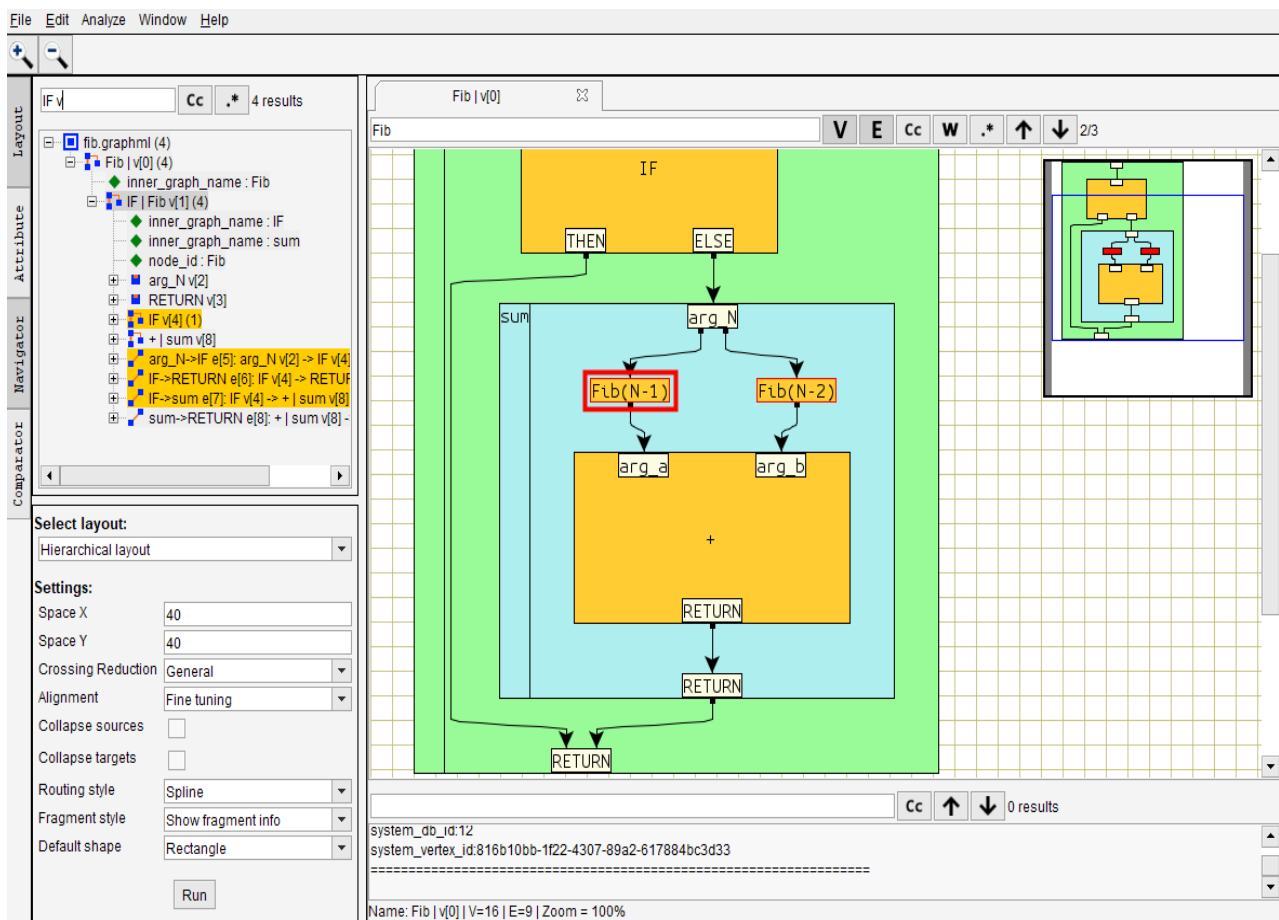 File Edit Analyze Window Help
Layout
Attribute
Navigator
Comparator
IF v Cc .* 4 results
fib.graphml (4)
Fib | v[0] (4)
inner_graph_name : Fib
IF | Fib v[1] (4)
inner_graph_name : IF
inner_graph_name : sum
node_id : Fib
arg_N v[2]
RETURN v[3]
IF v[4] (1)
+ | sum v[8]
arg_N->IF e[5]: arg_N v[2] -> IF v[4]
IF->RETURN e[6]: IF v[4] -> RETUR
IF->sum e[7]: IF v[4] -> + | sum v[8]
sum->RETURN e[8]: + | sum v[8] -
Select layout:
Hierarchical layout
Settings:
Space X 40
Space Y 40
Crossing Reduction General
Alignment Fine tuning
Collapse sources
Collapse targets
Routing style Spline
Fragment style Show fragment info
Default shape Rectangle
Run
Fib | v[0]
Fib V E Cc W .* 2/3
IF
THEN ELSE
sum arg_N
Fib(N-1) Fib(N-2)
arg_a arg_b
+
RETURN
RETURN
RETURN
Cc 0 results
system_db_id:12
system_vertex_id:816b10bb-1f22-4307-89a2-617884bc3d33
==================================================================
Name: Fib | v[0] | V=16 | E=9 | Zoom = 100%